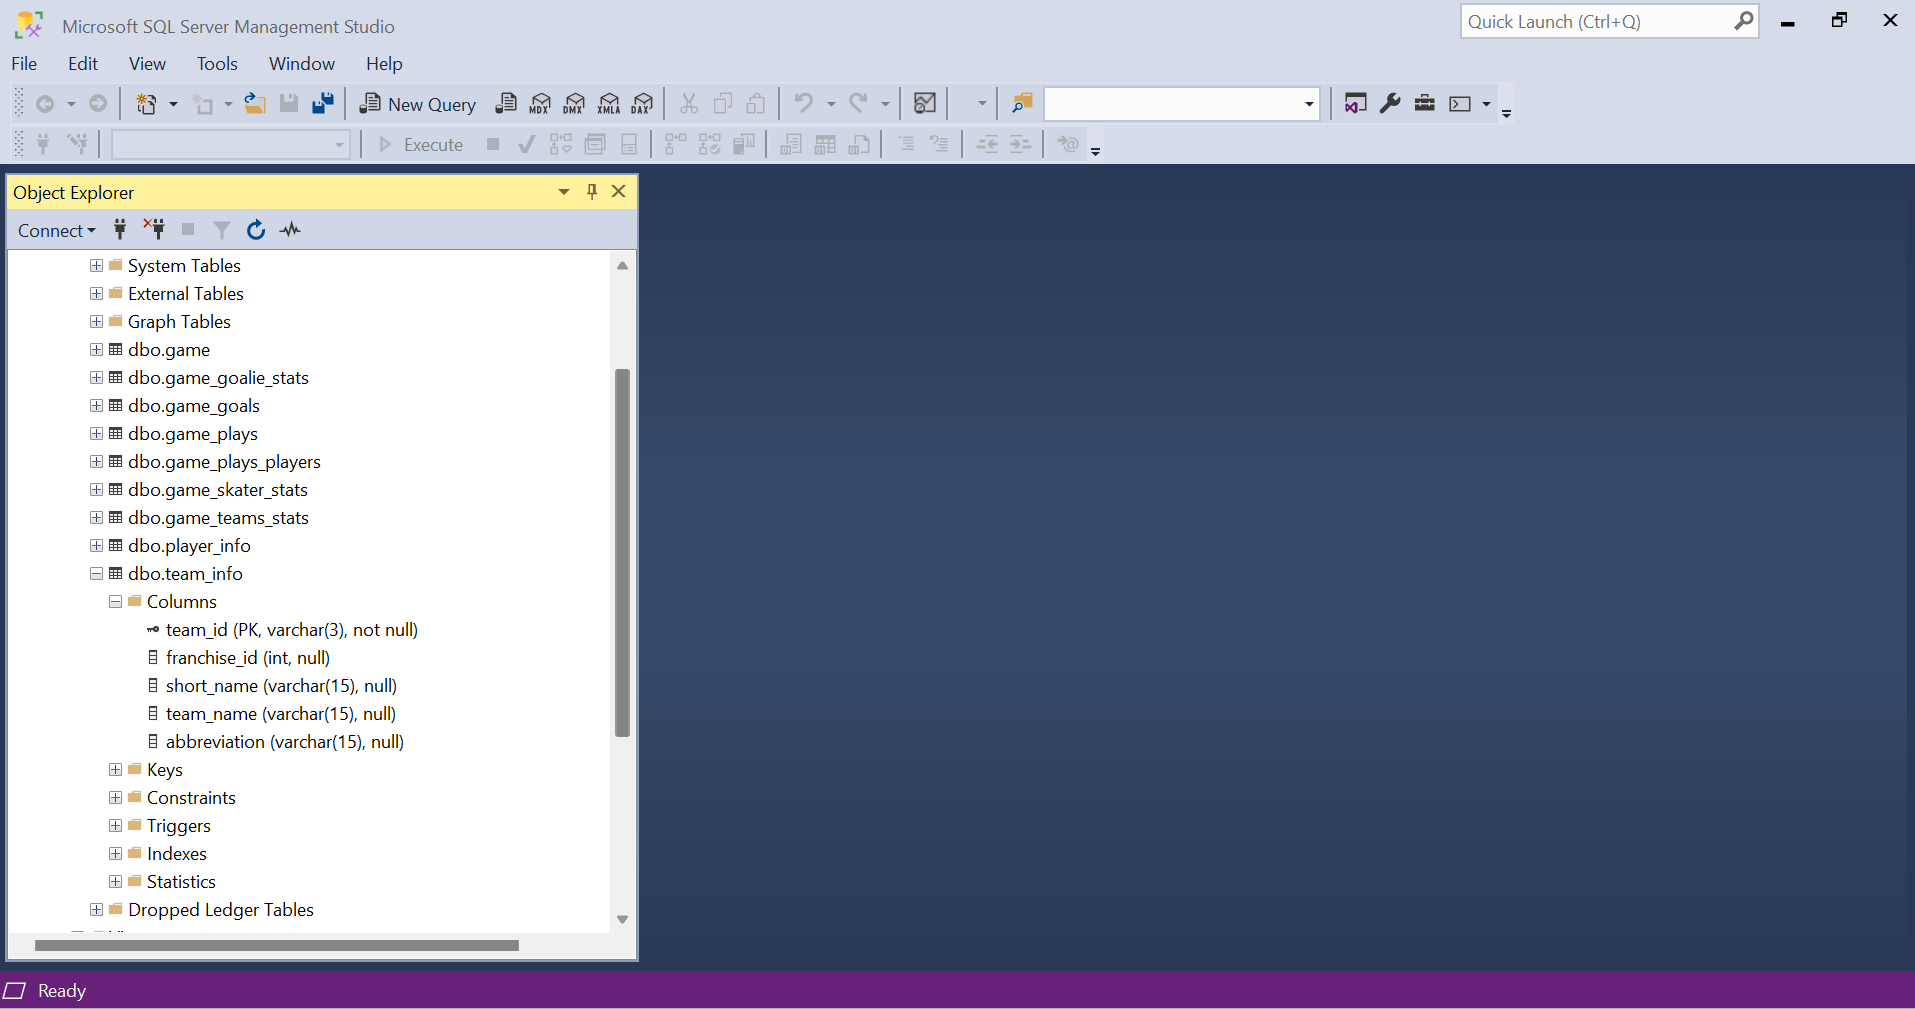 Microsoft SQL Server Management Studio
Quick Launch (Ctrl+Q)
File Edit View Tools Window Help
New Query MDX DMX XMLA DAX
Execute
Object Explorer
Connect
System Tables
External Tables
Graph Tables
dbo.game
dbo.game_goalie_stats
dbo.game_goals
dbo.game_plays
dbo.game_plays_players
dbo.game_skater_stats
dbo.game_teams_stats
dbo.player_info
dbo.team_info
Columns
team_id (PK, varchar(3), not null)
franchise_id (int, null)
short_name (varchar(15), null)
team_name (varchar(15), null)
abbreviation (varchar(15), null)
Keys
Constraints
Triggers
Indexes
Statistics
Dropped Ledger Tables
Ready